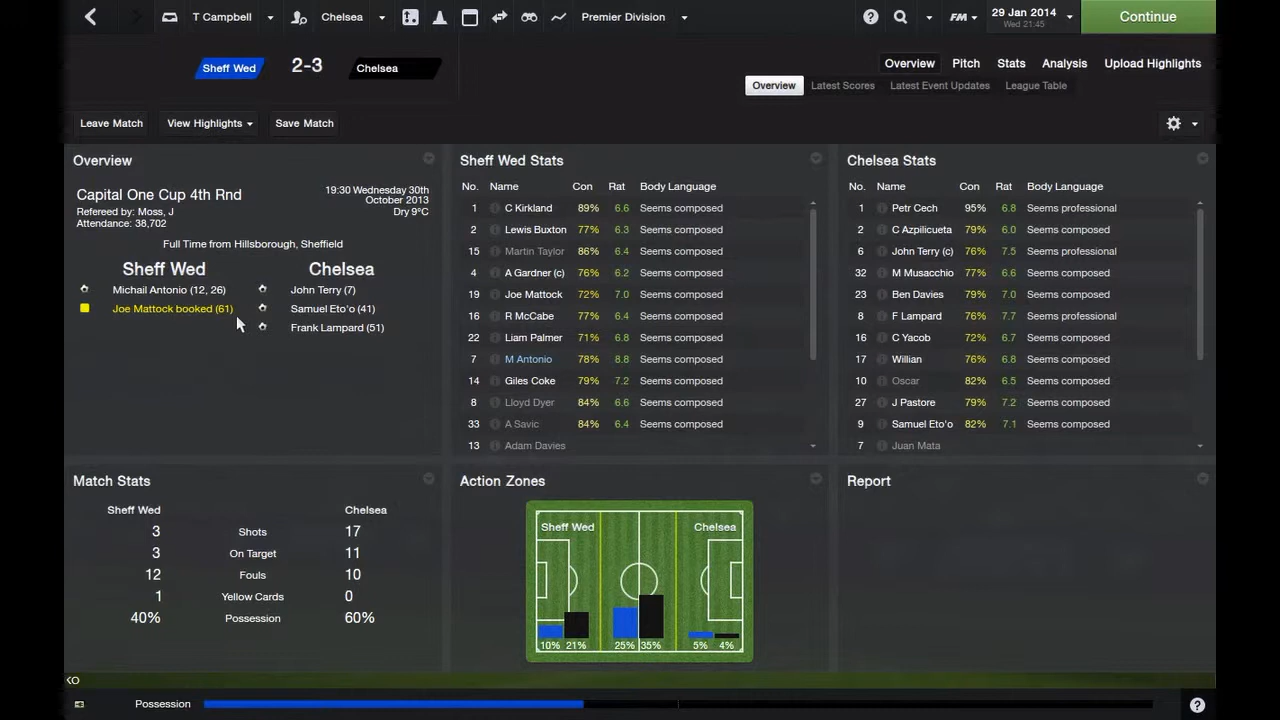 T Campbell Chelsea Premier Division FM 29 Jan 2014 Continue
Wed 21:45
Sheff Wed 2-3 Chelsea
Overview Pitch Stats Analysis Upload Highlights
Overview Latest Scores Latest Event Updates League Table
Leave Match View Highlights Save Match
Overview
Capital One Cup 4th Rnd 19:30 Wednesday 30th
October 2013
Refereed by: Moss, J Dry 9°C
Attendance: 38,702
Full Time from Hillsborough, Sheffield
Sheff Wed Chelsea
Michail Antonio (12, 26) John Terry (7)
Joe Mattock booked (61) Samuel Eto'o (41)
Frank Lampard (51)
Sheff Wed Stats
No. Name Con Rat Body Language
1 C Kirkland 89% 6.6 Seems composed
2 Lewis Buxton 77% 6.3 Seems composed
15 Martin Taylor 86% 6.4 Seems composed
4 A Gardner (c) 76% 6.2 Seems composed
19 Joe Mattock 72% 7.0 Seems composed
16 R McCabe 77% 6.4 Seems composed
22 Liam Palmer 71% 6.8 Seems composed
7 M Antonio 78% 8.8 Seems composed
14 Giles Coke 79% 7.2 Seems composed
8 Lloyd Dyer 84% 6.6 Seems composed
33 A Savic 84% 6.4 Seems composed
13 Adam Davies
Chelsea Stats
No. Name Con Rat Body Language
1 Petr Cech 95% 6.8 Seems professional
2 C Azpilicueta 79% 6.0 Seems composed
6 John Terry (c) 76% 7.5 Seems professional
32 M Musacchio 77% 6.6 Seems composed
23 Ben Davies 79% 7.0 Seems composed
8 F Lampard 76% 7.7 Seems professional
16 C Yacob 72% 6.7 Seems composed
17 Willian 76% 6.8 Seems composed
10 Oscar 82% 6.5 Seems composed
27 J Pastore 79% 7.2 Seems composed
9 Samuel Eto'o 82% 7.1 Seems composed
7 Juan Mata
Match Stats
Sheff Wed Chelsea
3 Shots 17
3 On Target 11
12 Fouls 10
1 Yellow Cards 0
40% Possession 60%
Action Zones
Sheff Wed Chelsea
10% 21% 25% 35% 5% 4%
Report
KO
Possession